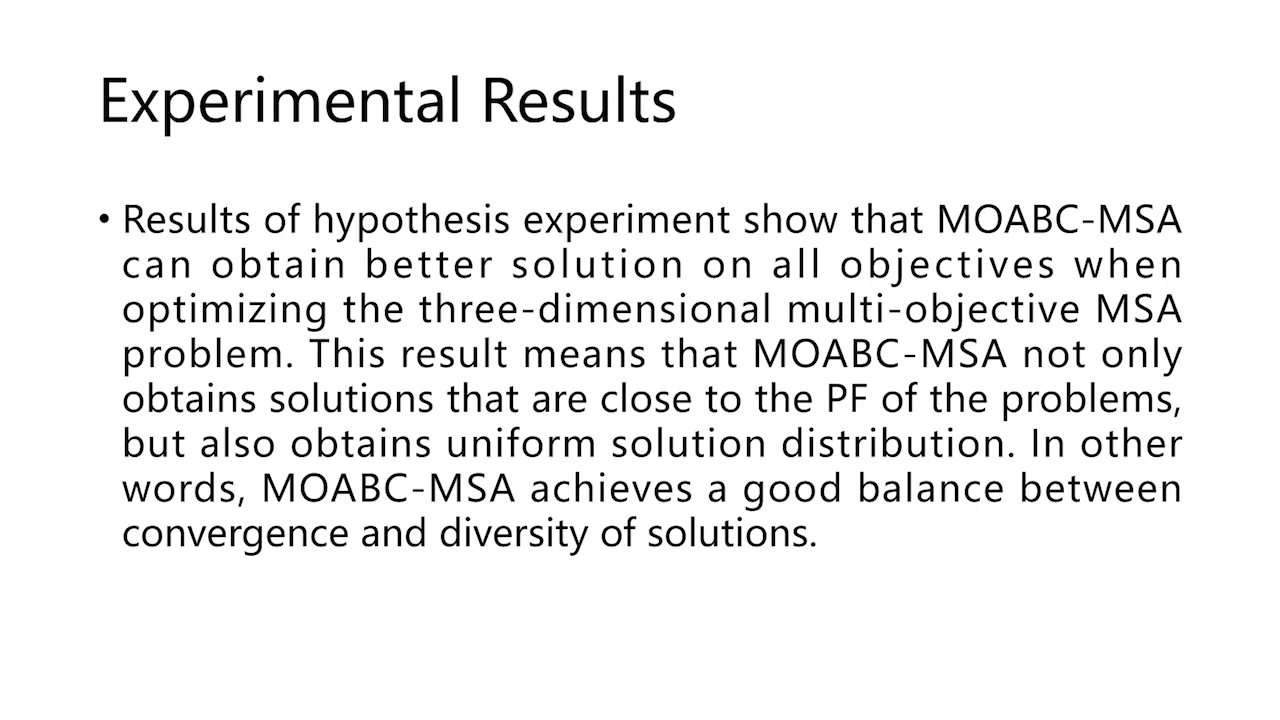 Experimental Results
• Results of hypothesis experiment show that MOABC-MSA
can obtain better solution on all objectives when
optimizing the three-dimensional multi-objective MSA
problem. This result means that MOABC-MSA not only
obtains solutions that are close to the PF of the problems,
but also obtains uniform solution distribution. In other
words, MOABC-MSA achieves a good balance between
convergence and diversity of solutions.